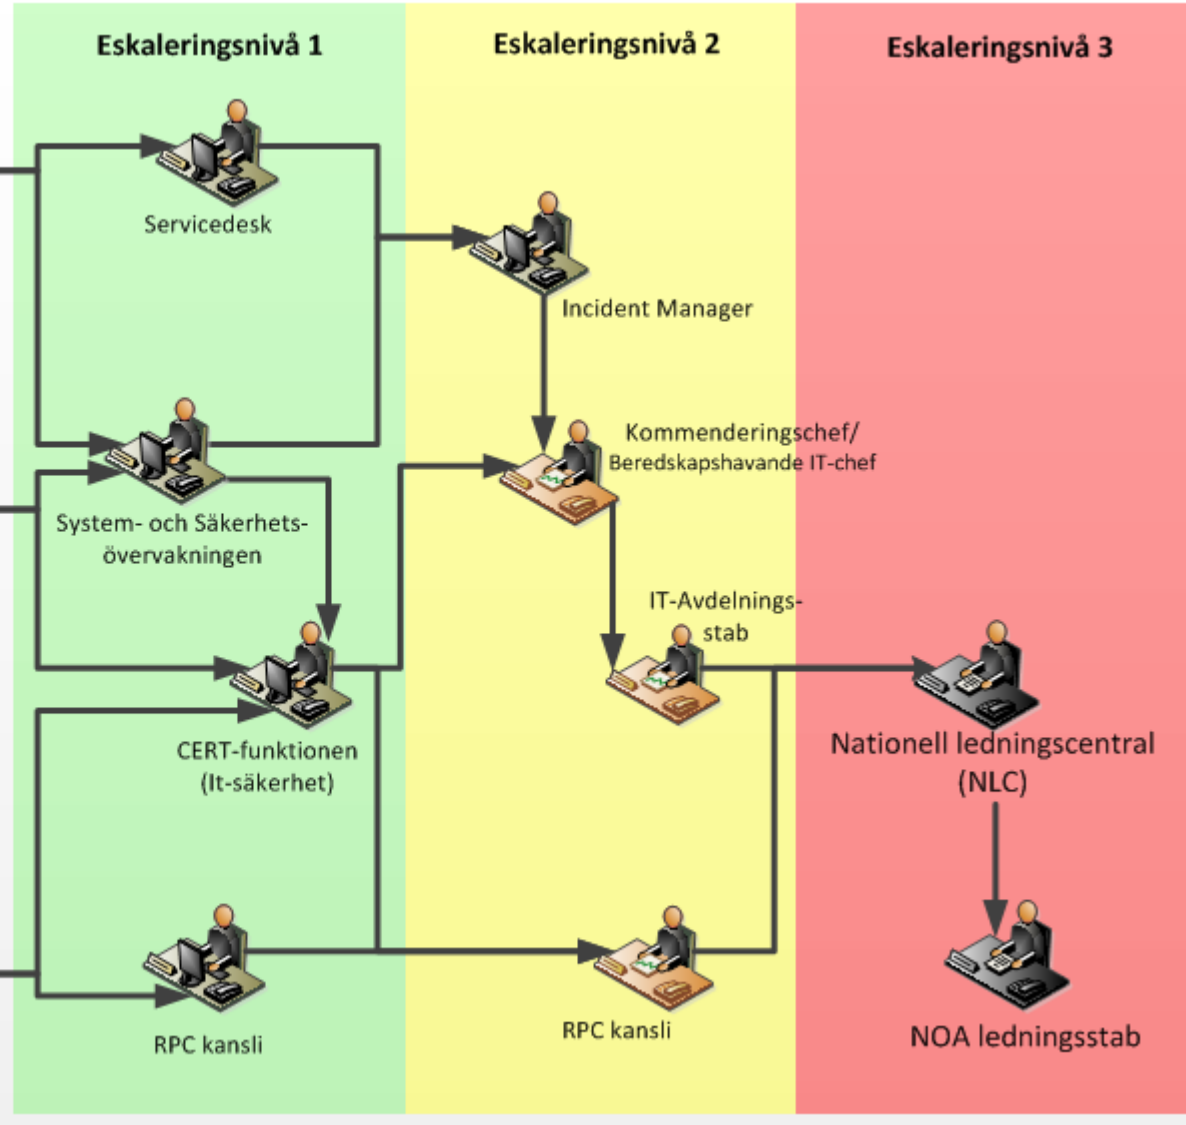 Eskaleringsnivå 1
Eskaleringsnivå 2
Eskaleringsnivå 3
Servicedesk
Incident Manager
Kommenderingschef/
Beredskapshavande IT-chef
System- och Säkerhets-
övervakningen
IT-Avdelnings-
stab
CERT-funktionen
(It-säkerhet)
Nationell ledningscentral
(NLC)
RPC kansli
RPC kansli
NOA ledningsstab